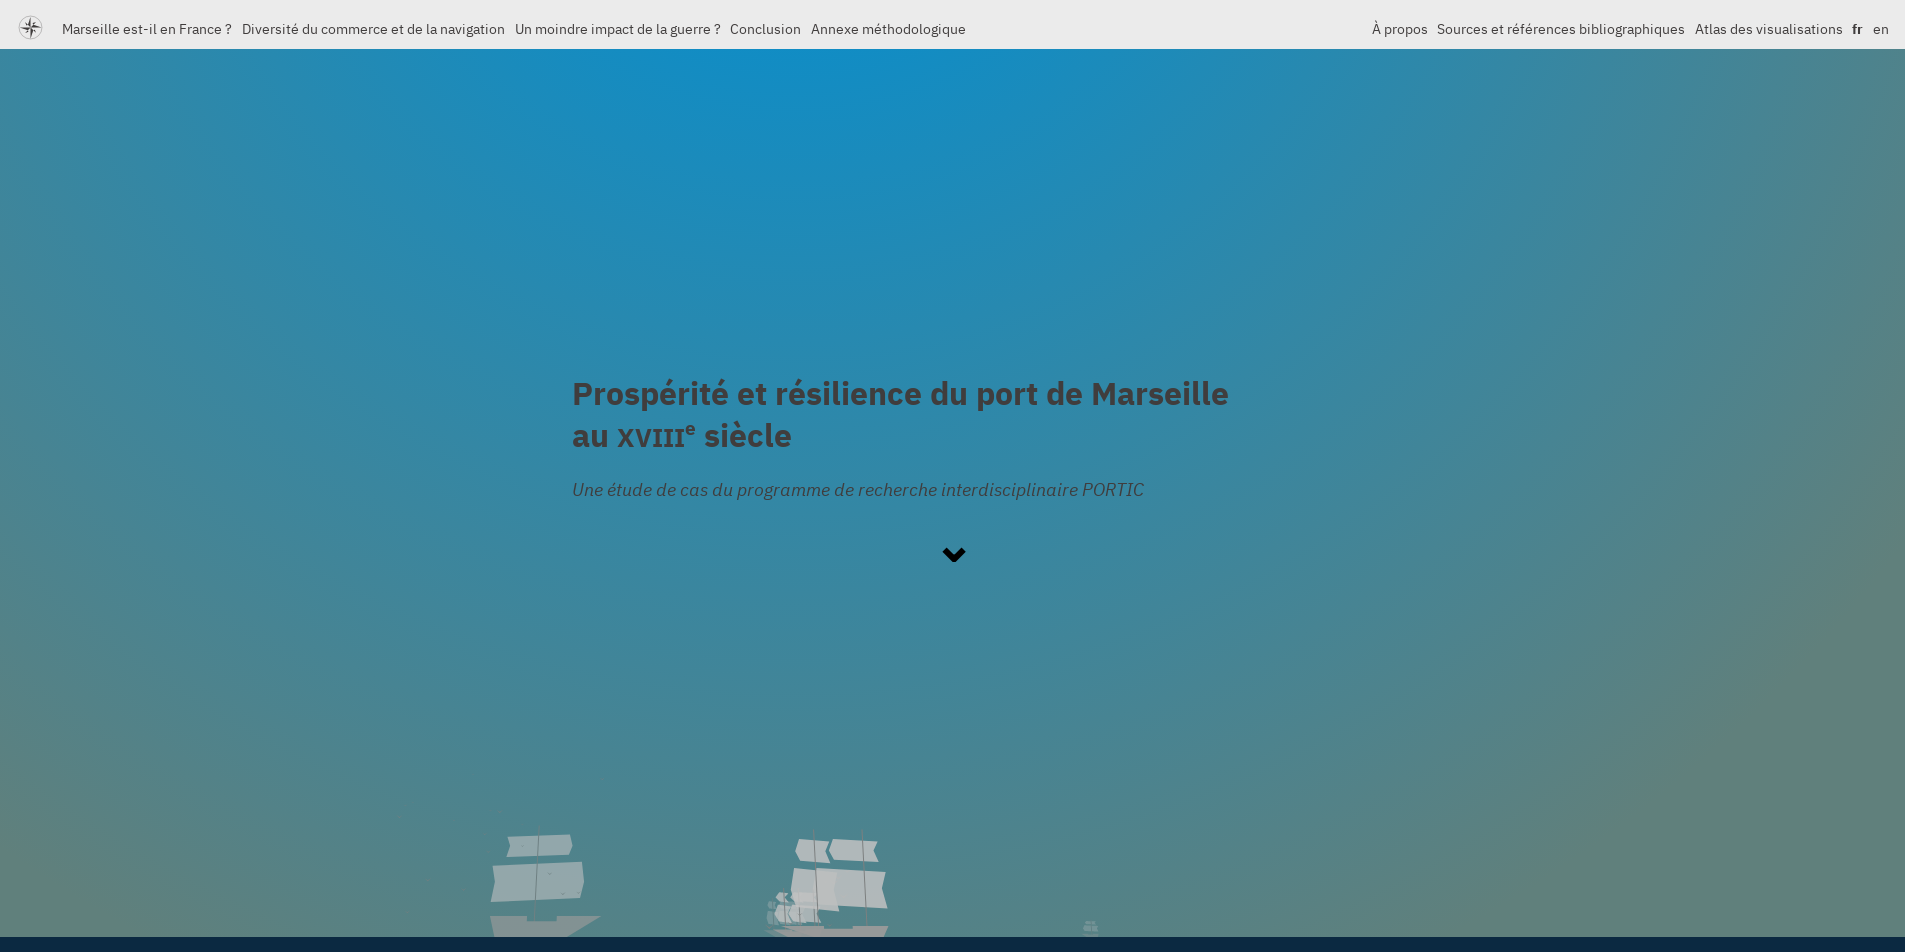 Marseille est-il en France ? Diversité du commerce et de la navigation Un moindre impact de la guerre ? Conclusion Annexe méthodologique À propos Sources et références bibliographiques Atlas des visualisations fr en
Prospérité et résilience du port de Marseille
au XVIIIe siècle
Une étude de cas du programme de recherche interdisciplinaire PORTIC